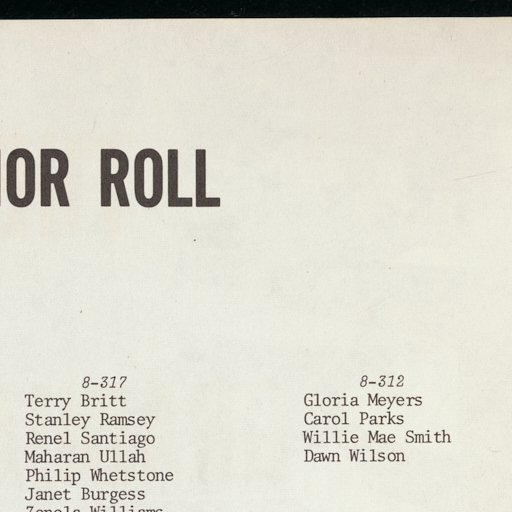 OR ROLL
8-317
Terry Britt
Stanley Ramsey
Renel Santiago
Maharan Ullah
Philip Whetstone
Janet Burgess
Williams
8-312
Gloria Meyers
Carol Parks
Willie Mae Smith
Dawn Wilson